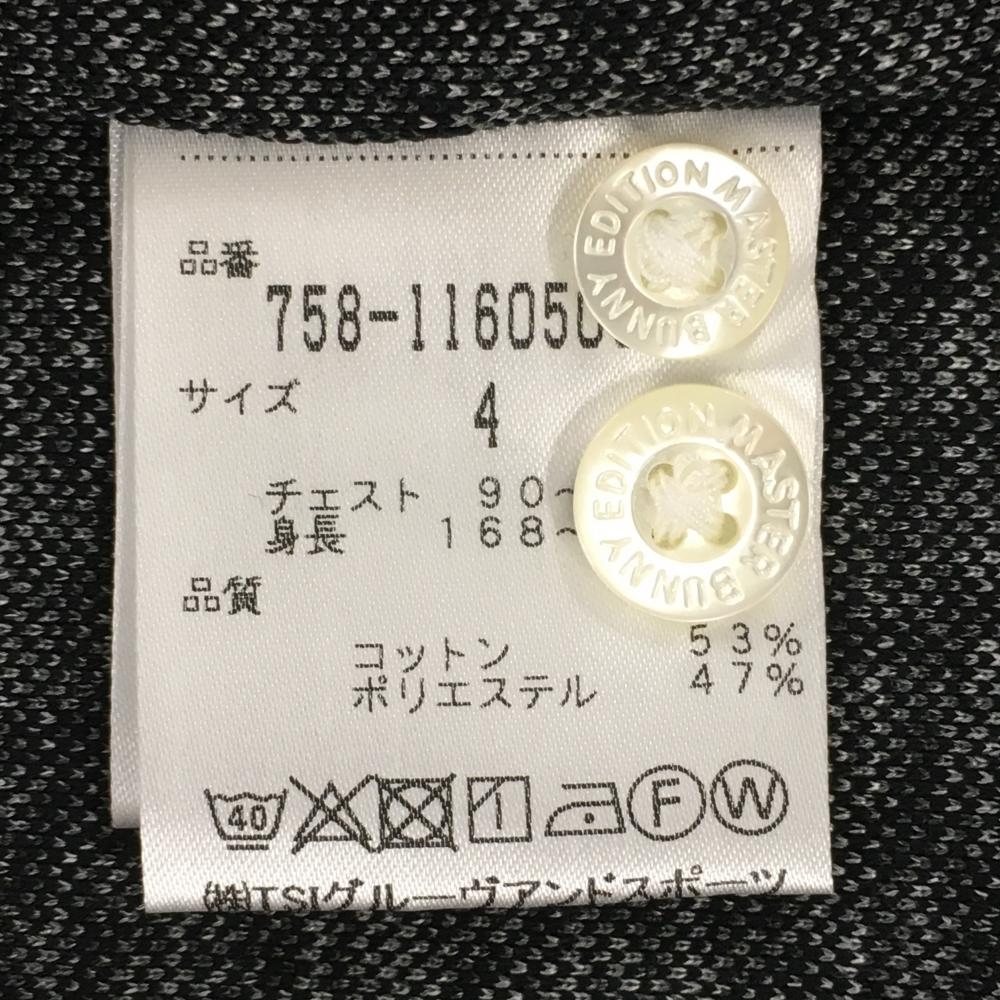 品番
758-116050
サイズ
4
チェスト 90~
身長 168~
品質
コットン 53%
ポリエステル 47%
40 1 F W
㈱TSIグルーヴアンドスポーツ
MASTER BUNNY EDITION
MASTER BUNNY EDITION